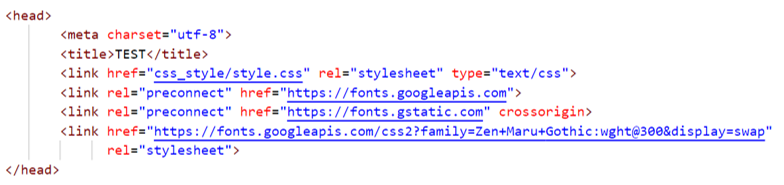 <head>
<meta charset="utf-8">
<title>TEST</title>
<link href="css_style/style.css" rel="stylesheet" type="text/css">
<link rel="preconnect" href="https://fonts.googleapis.com">
<link rel="preconnect" href="https://fonts.gstatic.com" crossorigin>
<link href="https://fonts.googleapis.com/css2?family=Zen+Maru+Gothic:wght@300&display=swap"
rel="stylesheet">
</head>